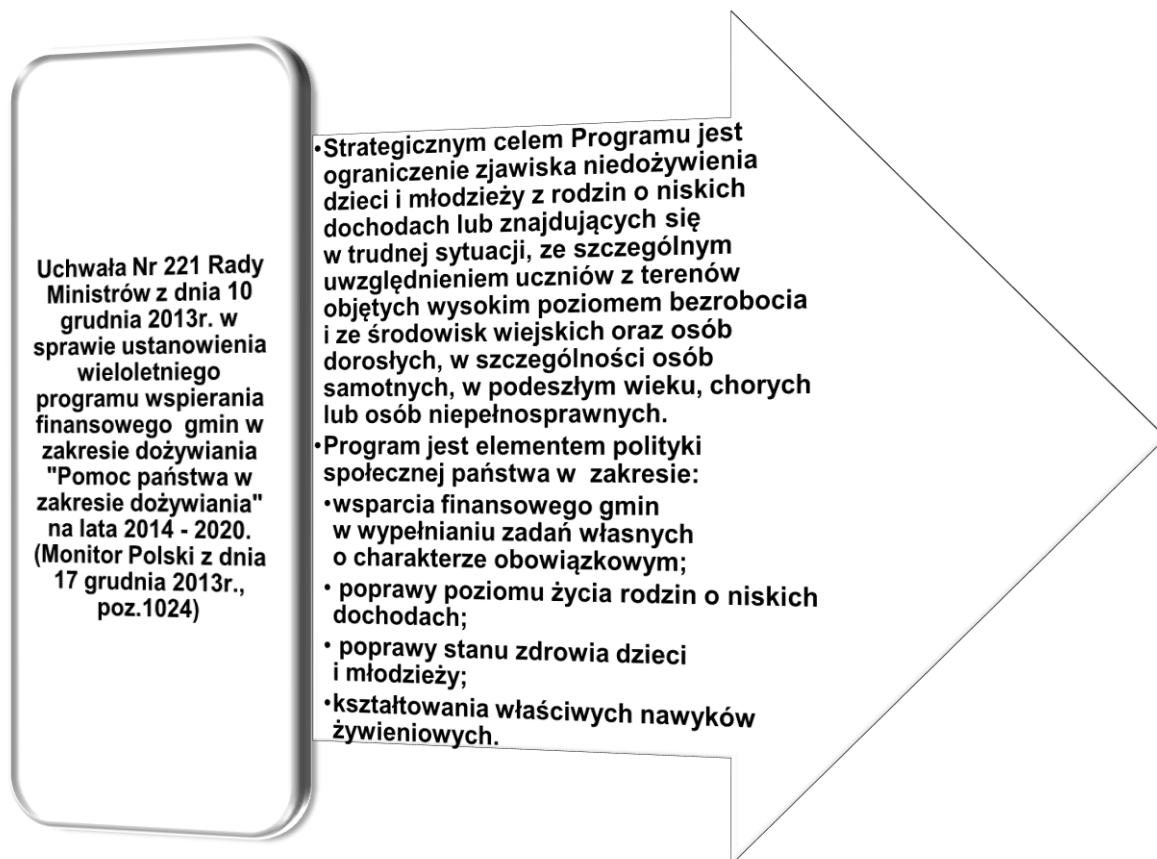 Uchwała Nr 221 Rady
Ministrów z dnia 10
grudnia 2013r. w
sprawie ustanowienia
wieloletniego
programu wspierania
finansowego gmin w
zakresie dożywiania
"Pomoc państwa w
zakresie dożywiania"
na lata 2014 - 2020.
(Monitor Polski z dnia
17 grudnia 2013r.,
poz.1024)
•Strategicznym celem Programu jest
ograniczenie zjawiska niedożywienia
dzieci i młodzieży z rodzin o niskich
dochodach lub znajdujących się
w trudnej sytuacji, ze szczególnym
uwzględnieniem uczniów z terenów
objętych wysokim poziomem bezrobocia
i ze środowisk wiejskich oraz osób
dorosłych, w szczególności osób
samotnych, w podeszłym wieku, chorych
lub osób niepełnosprawnych.
•Program jest elementem polityki
społecznej państwa w zakresie:
•wsparcia finansowego gmin
w wypełnianiu zadań własnych
o charakterze obowiązkowym;
• poprawy poziomu życia rodzin o niskich
dochodach;
• poprawy stanu zdrowia dzieci
i młodzieży;
•kształtowania właściwych nawyków
żywieniowych.